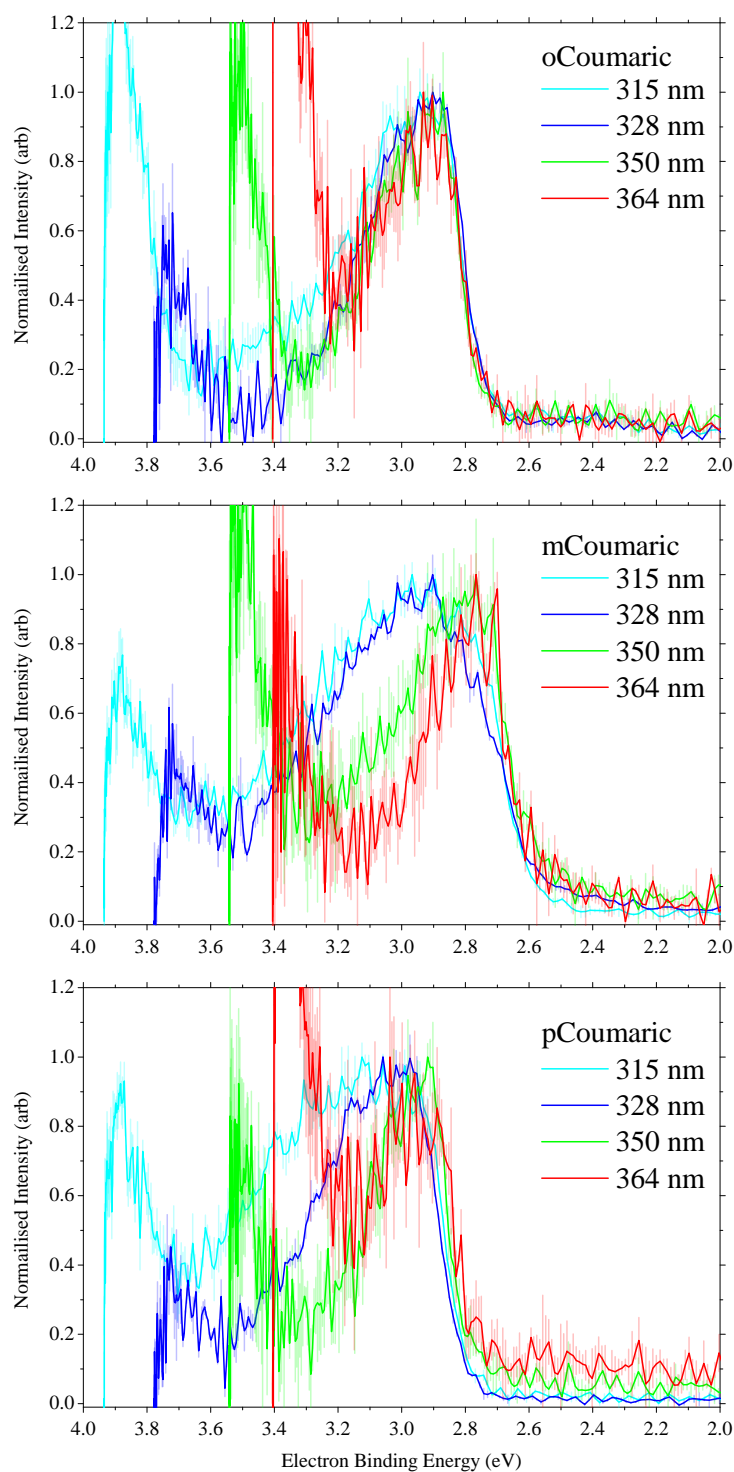 1.2
1.0
0.8
0.6
0.4
0.2
0.0
Normailised Intensity (arb)
oCoumaric
315 nm
328 nm
350 nm
364 nm
4.0 3.8 3.6 3.4 3.2 3.0 2.8 2.6 2.4 2.2 2.0
1.2
1.0
0.8
0.6
0.4
0.2
0.0
Normailised Intensity (arb)
mCoumaric
315 nm
328 nm
350 nm
364 nm
4.0 3.8 3.6 3.4 3.2 3.0 2.8 2.6 2.4 2.2 2.0
1.2
1.0
0.8
0.6
0.4
0.2
0.0
Normailised Intensity (arb)
pCoumaric
315 nm
328 nm
350 nm
364 nm
4.0 3.8 3.6 3.4 3.2 3.0 2.8 2.6 2.4 2.2 2.0
Electron Binding Energy (eV)